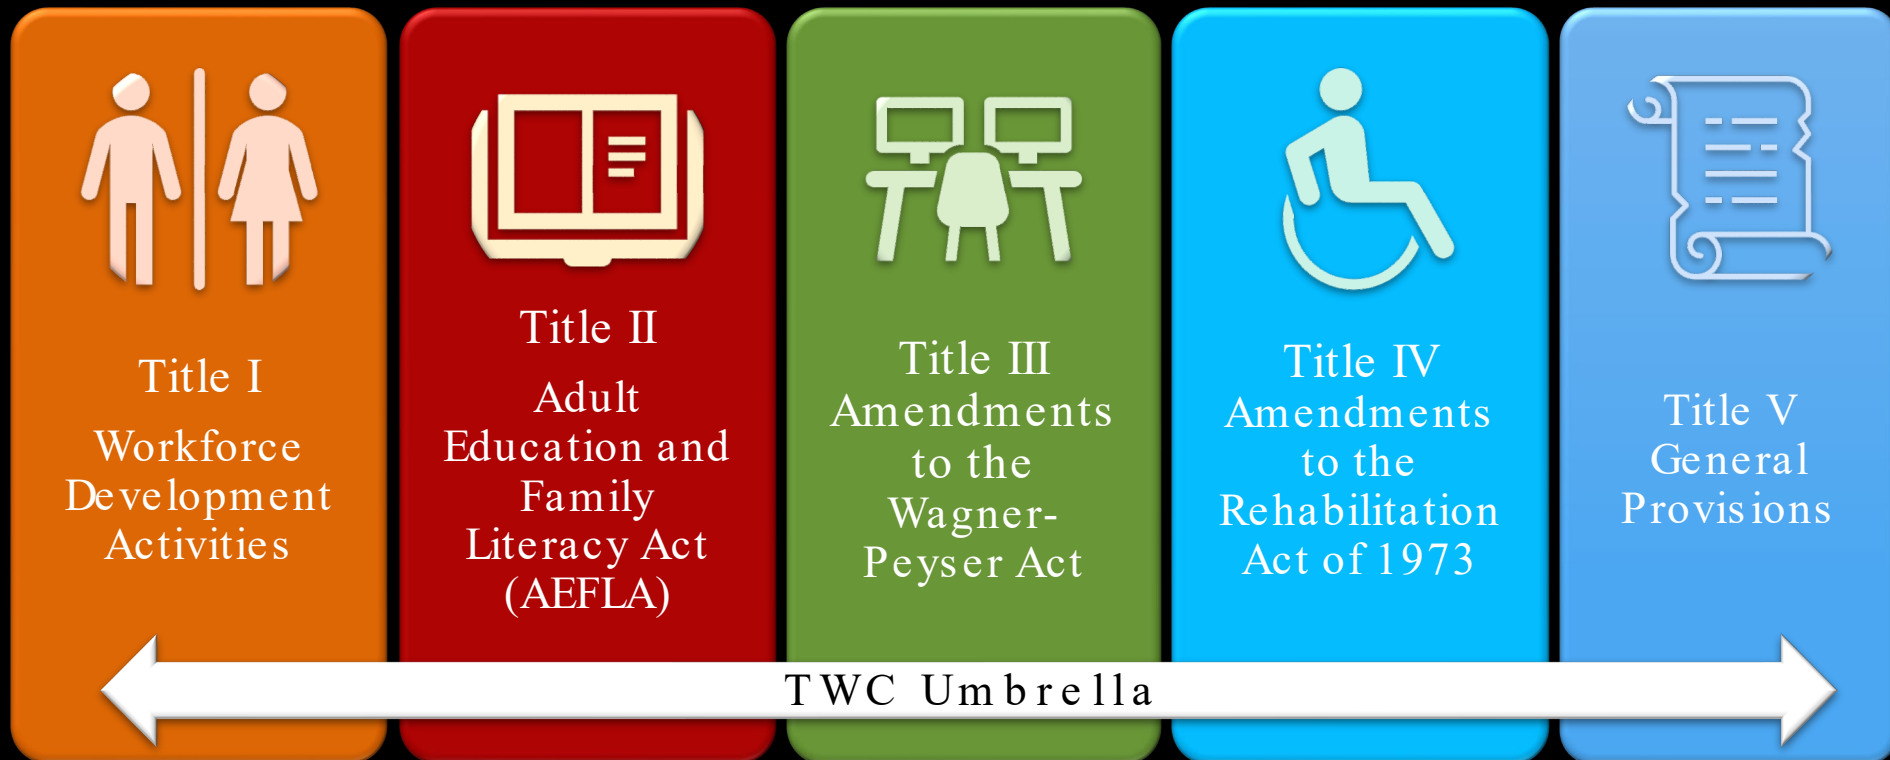 Title I
Workforce
Development
Activities
Title II
Adult
Education and
Family
Literacy Act
(AEFLA)
Title III
Amendments
to the
Wagner-
Peyser Act
Title IV
Amendments
to the
Rehabilitation
Act of 1973
Title V
General
Provisions
TWC Umbrella